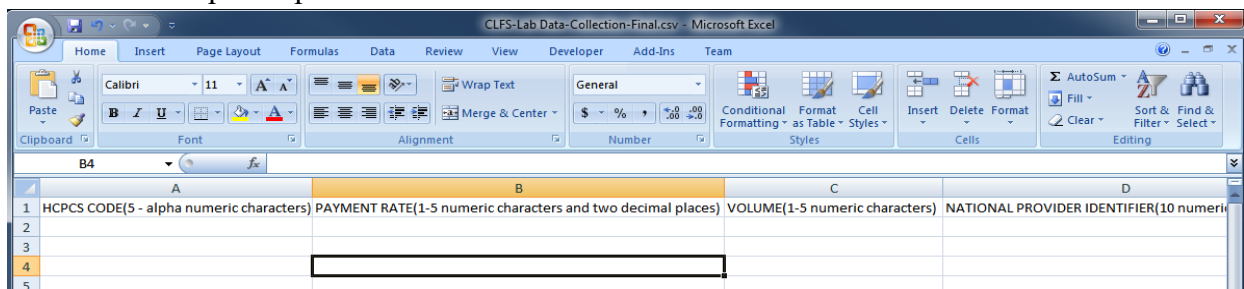 CLFS-Lab Data-Collection-Final.csv - Microsoft Excel
Home Insert Page Layout Formulas Data Review View Developer Add-Ins Team
Paste
Calibri 11
B I U
Wrap Text
Merge & Center
General
$ % ,
Conditional Formatting
Format as Table
Cell Styles
Insert Delete Format
Σ AutoSum
Fill
Clear
Sort & Filter
Find & Select
Clipboard Font Alignment Number Styles Cells Editing
B4 fx
A B C D
1 HCPCS CODE(5 - alpha numeric characters) PAYMENT RATE(1-5 numeric characters and two decimal places) VOLUME(1-5 numeric characters) NATIONAL PROVIDER IDENTIFIER(10 numeri
2
3
4
5